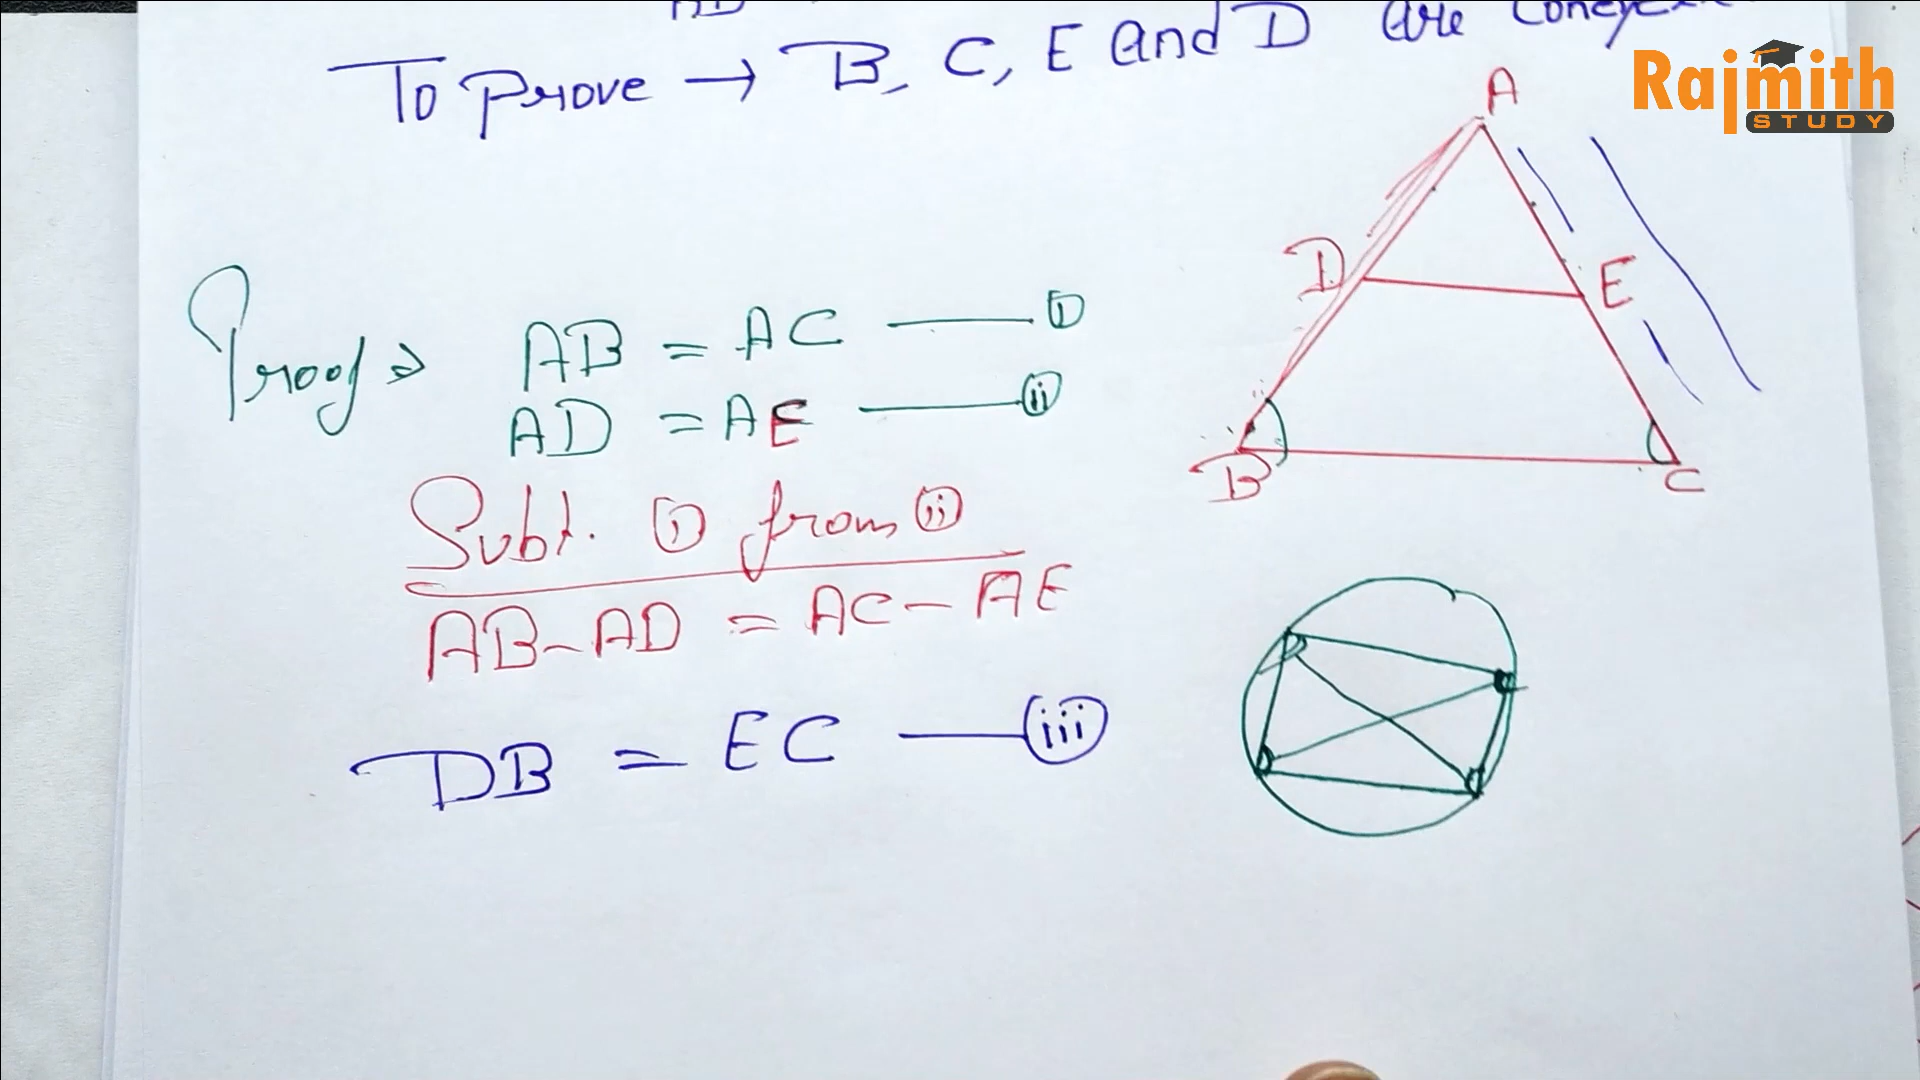 To Prove → B, C, E and D are
Rajmith
STUDY
Proof ⇒ AB = AC —— (i)
AD = AE —— (ii)
Subt. (i) from (ii)
AB - AD = AC - AE
DB = EC —— (iii)
A
D
E
B
C